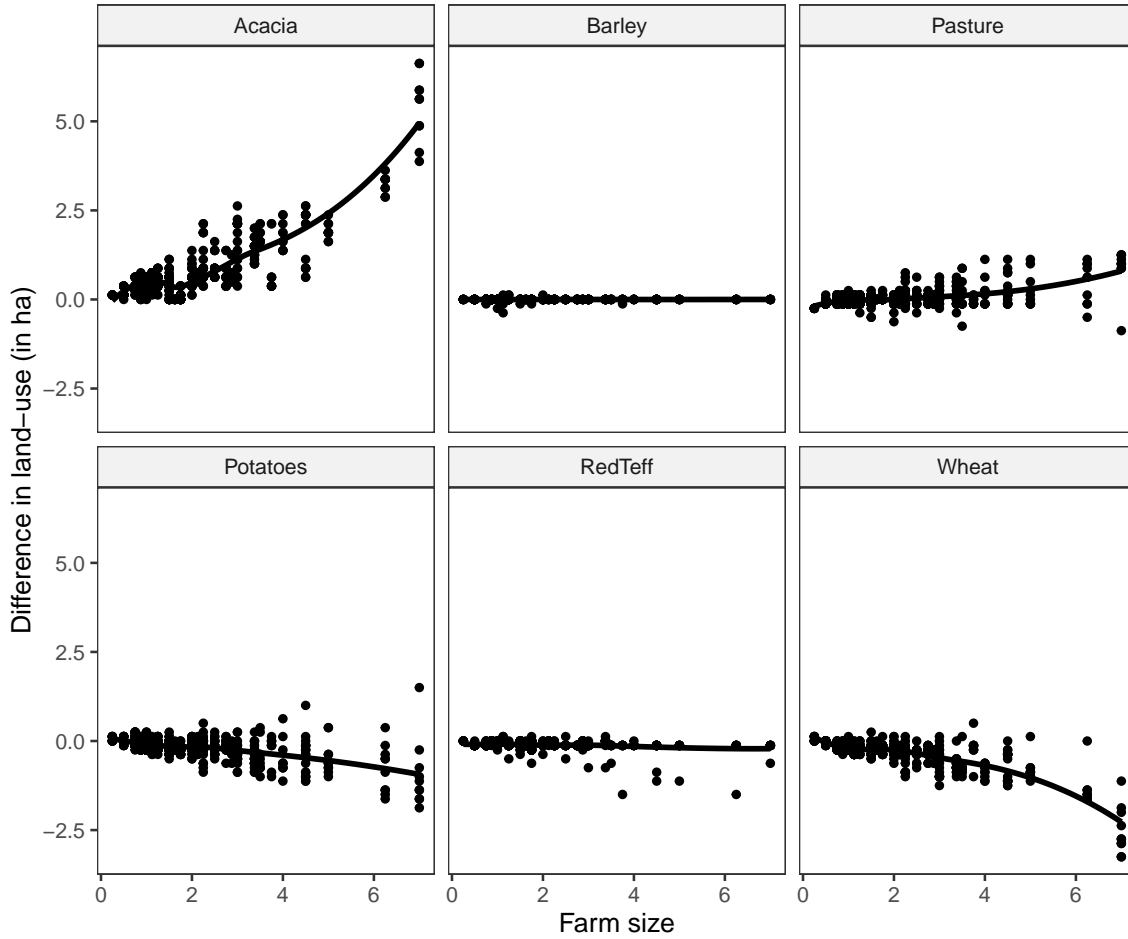 Acacia
Barley
Pasture
5.0
2.5
0.0
−2.5
Potatoes
RedTeff
Wheat
5.0
2.5
0.0
−2.5
0 2 4 6
0 2 4 6
0 2 4 6
Farm size
Difference in land−use (in ha)